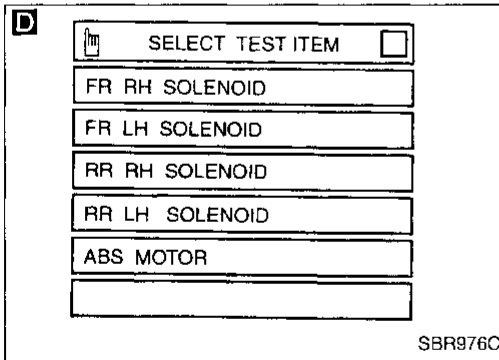 D
SELECT TEST ITEM
FR RH SOLENOID
FR LH SOLENOID
RR RH SOLENOID
RR LH SOLENOID
ABS MOTOR
SBR976C